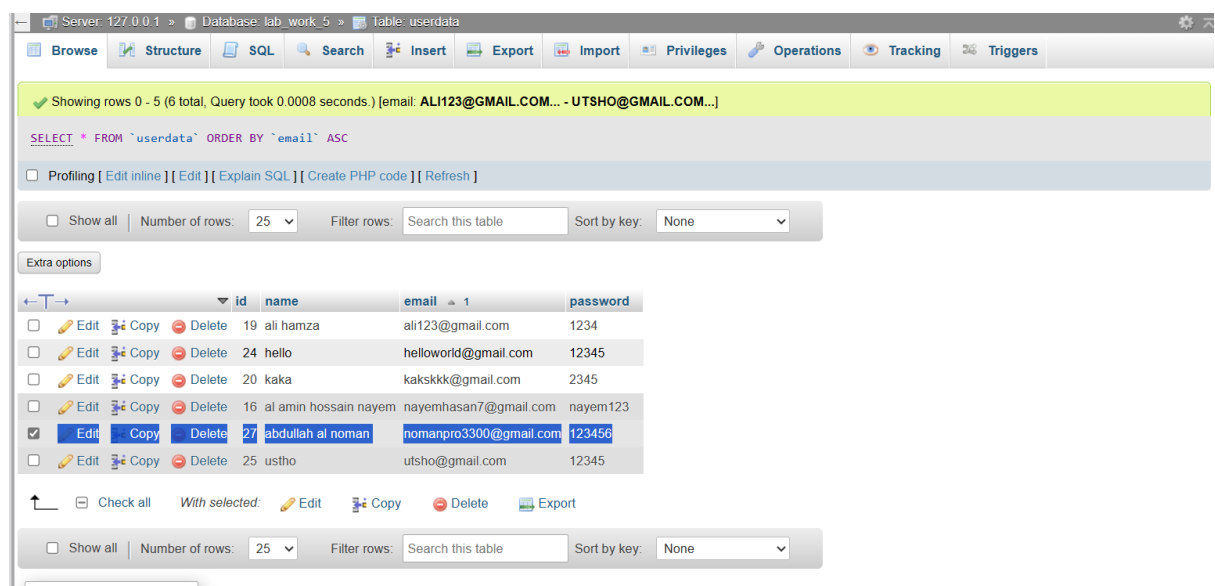 Server: 127.0.0.1 » Database: lab_work_5 » Table: userdata
Browse Structure SQL Search Insert Export Import Privileges Operations Tracking Triggers
Showing rows 0 - 5 (6 total, Query took 0.0008 seconds.) [email: ALI123@GMAIL.COM... - UTSHO@GMAIL.COM...]
SELECT * FROM `userdata` ORDER BY `email` ASC
Profiling [ Edit inline ] [ Edit ] [ Explain SQL ] [ Create PHP code ] [ Refresh ]
Show all | Number of rows: 25 Filter rows: Search this table Sort by key: None
Extra options
id name email 1 password
Edit Copy Delete 19 ali hamza ali123@gmail.com 1234
Edit Copy Delete 24 hello helloworld@gmail.com 12345
Edit Copy Delete 20 kaka kakskkk@gmail.com 2345
Edit Copy Delete 16 al amin hossain nayem nayemhasan7@gmail.com nayem123
Edit Copy Delete 27 abdullah al noman nomanpro3300@gmail.com 123456
Edit Copy Delete 25 ustho utsho@gmail.com 12345
Check all With selected: Edit Copy Delete Export
Show all | Number of rows: 25 Filter rows: Search this table Sort by key: None